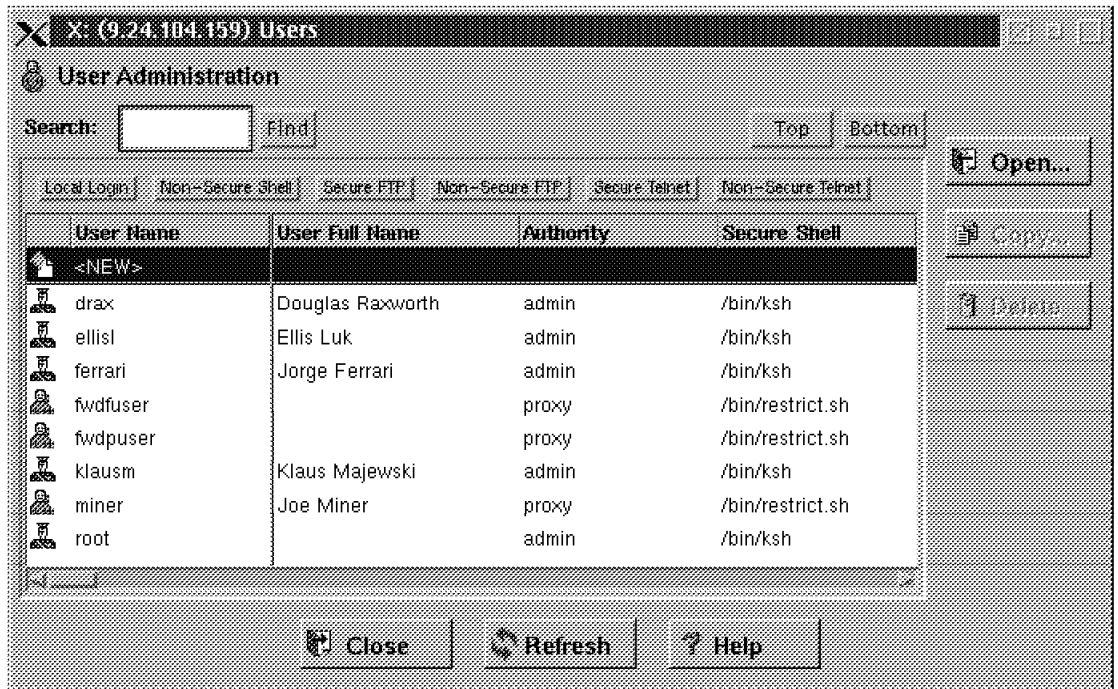 X: (9.24.104.159) Users
User Administration
Search: Find Top Bottom
Open...
Local Login Non-Secure Shell Secure FTP Non-Secure FTP Secure Telnet Non-Secure Telnet
User Name User Full Name Authority Secure Shell
Copy...
<NEW>
Delete...
drax Douglas Raxworth admin /bin/ksh
ellisl Ellis Luk admin /bin/ksh
ferrari Jorge Ferrari admin /bin/ksh
fwdfuser proxy /bin/restrict.sh
fwdpuser proxy /bin/restrict.sh
klausm Klaus Majewski admin /bin/ksh
miner Joe Miner proxy /bin/restrict.sh
root admin /bin/ksh
Close Refresh ? Help